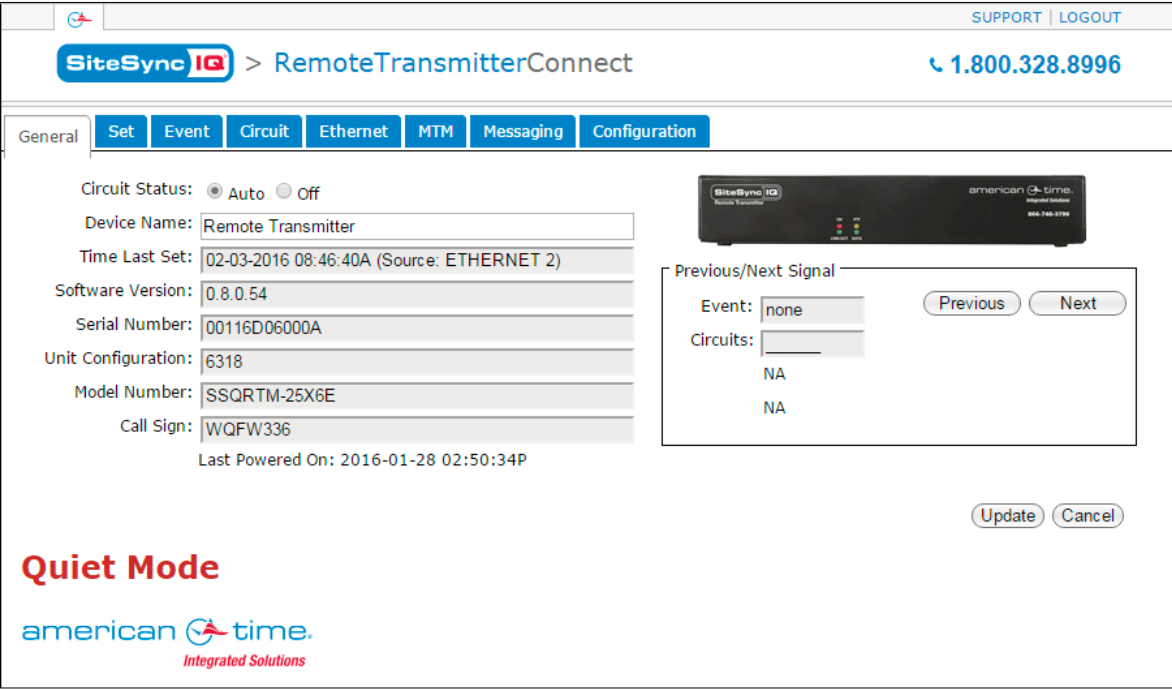 SUPPORT | LOGOUT
SiteSync IQ > RemoteTransmitterConnect
1.800.328.8996
General Set Event Circuit Ethernet MTM Messaging Configuration
Circuit Status: Auto Off
Device Name: Remote Transmitter
Time Last Set: 02-03-2016 08:46:40A (Source: ETHERNET 2)
Software Version: 0.8.0.54
Serial Number: 00116D06000A
Unit Configuration: 6318
Model Number: SSQRTM-25X6E
Call Sign: WQFW336
Last Powered On: 2016-01-28 02:50:34P
SiteSync IQ
Remote Transmitter
american time.
Integrated Solutions
866-740-3796
Previous/Next Signal
Event: none
Previous Next
Circuits: ______
NA
NA
Update Cancel
Quiet Mode
american time.
Integrated Solutions